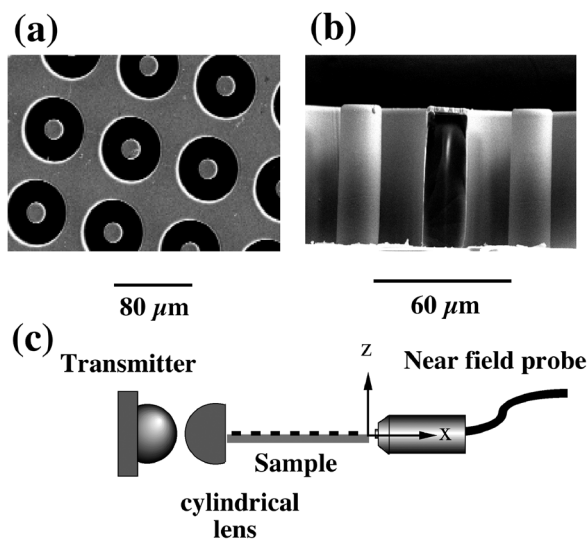 (a)
(b)
80 µm
60 µm
(c)
Transmitter
z
Near field probe
x
Sample
cylindrical
lens